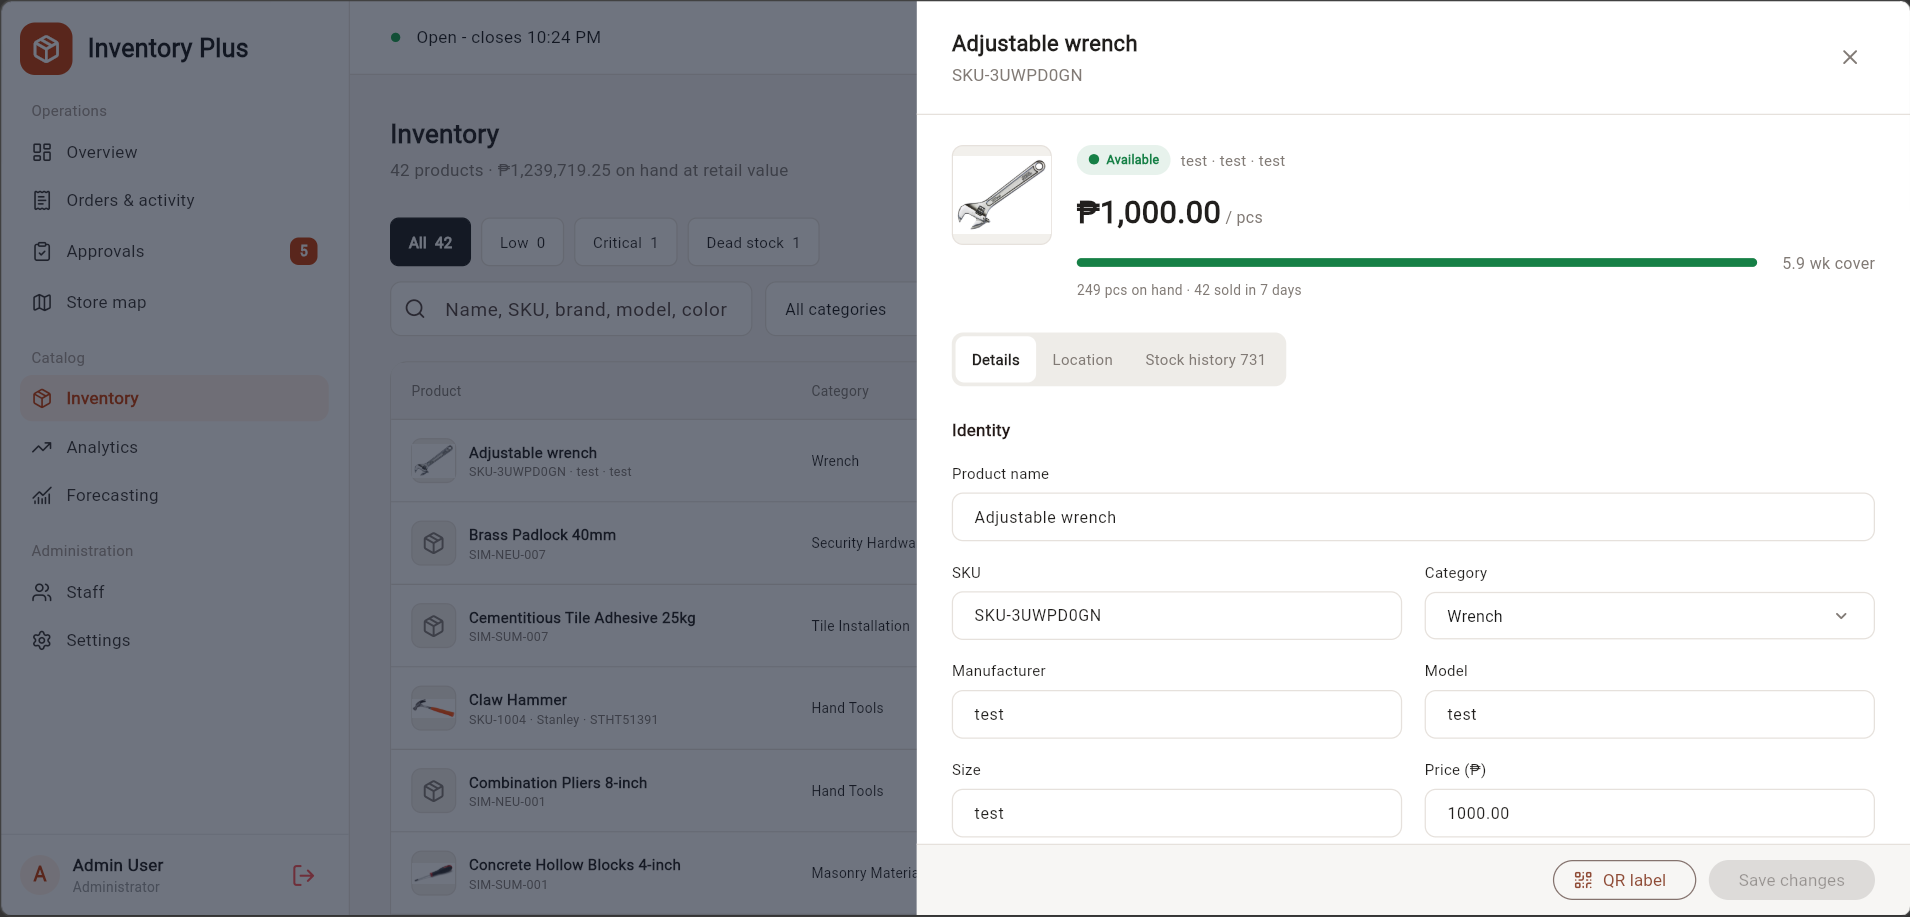 Inventory Plus
Operations
Overview
Orders & activity
Approvals 5
Store map
Catalog
Inventory
Analytics
Forecasting
Administration
Staff
Settings
A
Admin User
Administrator
Open - closes 10:24 PM
Inventory
42 products · ₱1,239,719.25 on hand at retail value
All 42 Low 0 Critical 1 Dead stock 1
Name, SKU, brand, model, color All categories
Product Category
Adjustable wrench
SKU-3UWPD0GN · test · test
Wrench
Brass Padlock 40mm
SIM-NEU-007
Security Hardwa
Cementitious Tile Adhesive 25kg
SIM-SUM-007
Tile Installation
Claw Hammer
SKU-1004 · Stanley · STHT51391
Hand Tools
Combination Pliers 8-inch
SIM-NEU-001
Hand Tools
Concrete Hollow Blocks 4-inch
SIM-SUM-001
Masonry Materia
Adjustable wrench
SKU-3UWPD0GN
Available test · test · test
₱1,000.00 / pcs
5.9 wk cover
249 pcs on hand · 42 sold in 7 days
Details Location Stock history 731
Identity
Product name
Adjustable wrench
SKU Category
SKU-3UWPD0GN Wrench
Manufacturer Model
test test
Size Price (₱)
test 1000.00
QR label Save changes